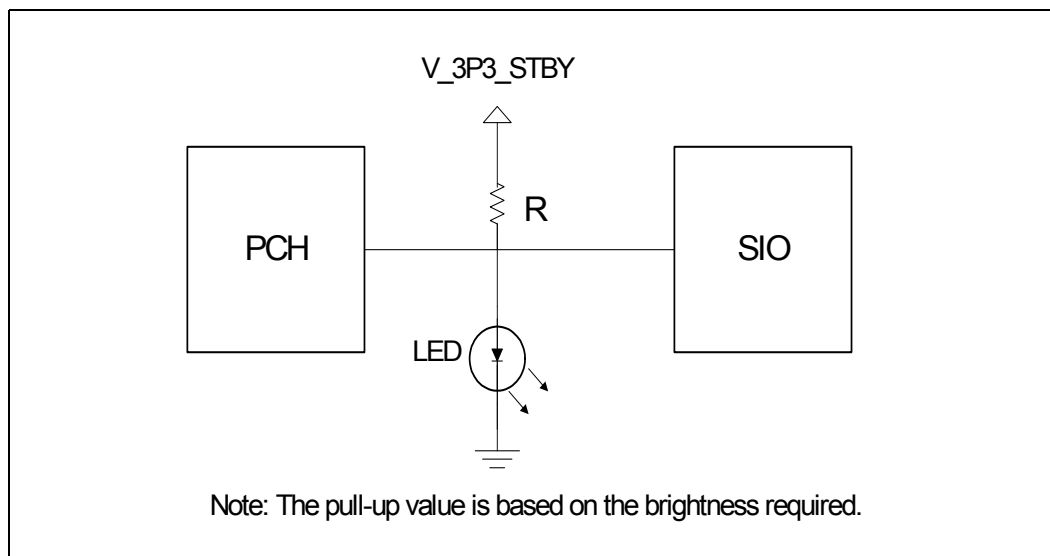 V_3P3_STBY
R
PCH
SIO
LED
Note: The pull-up value is based on the brightness required.